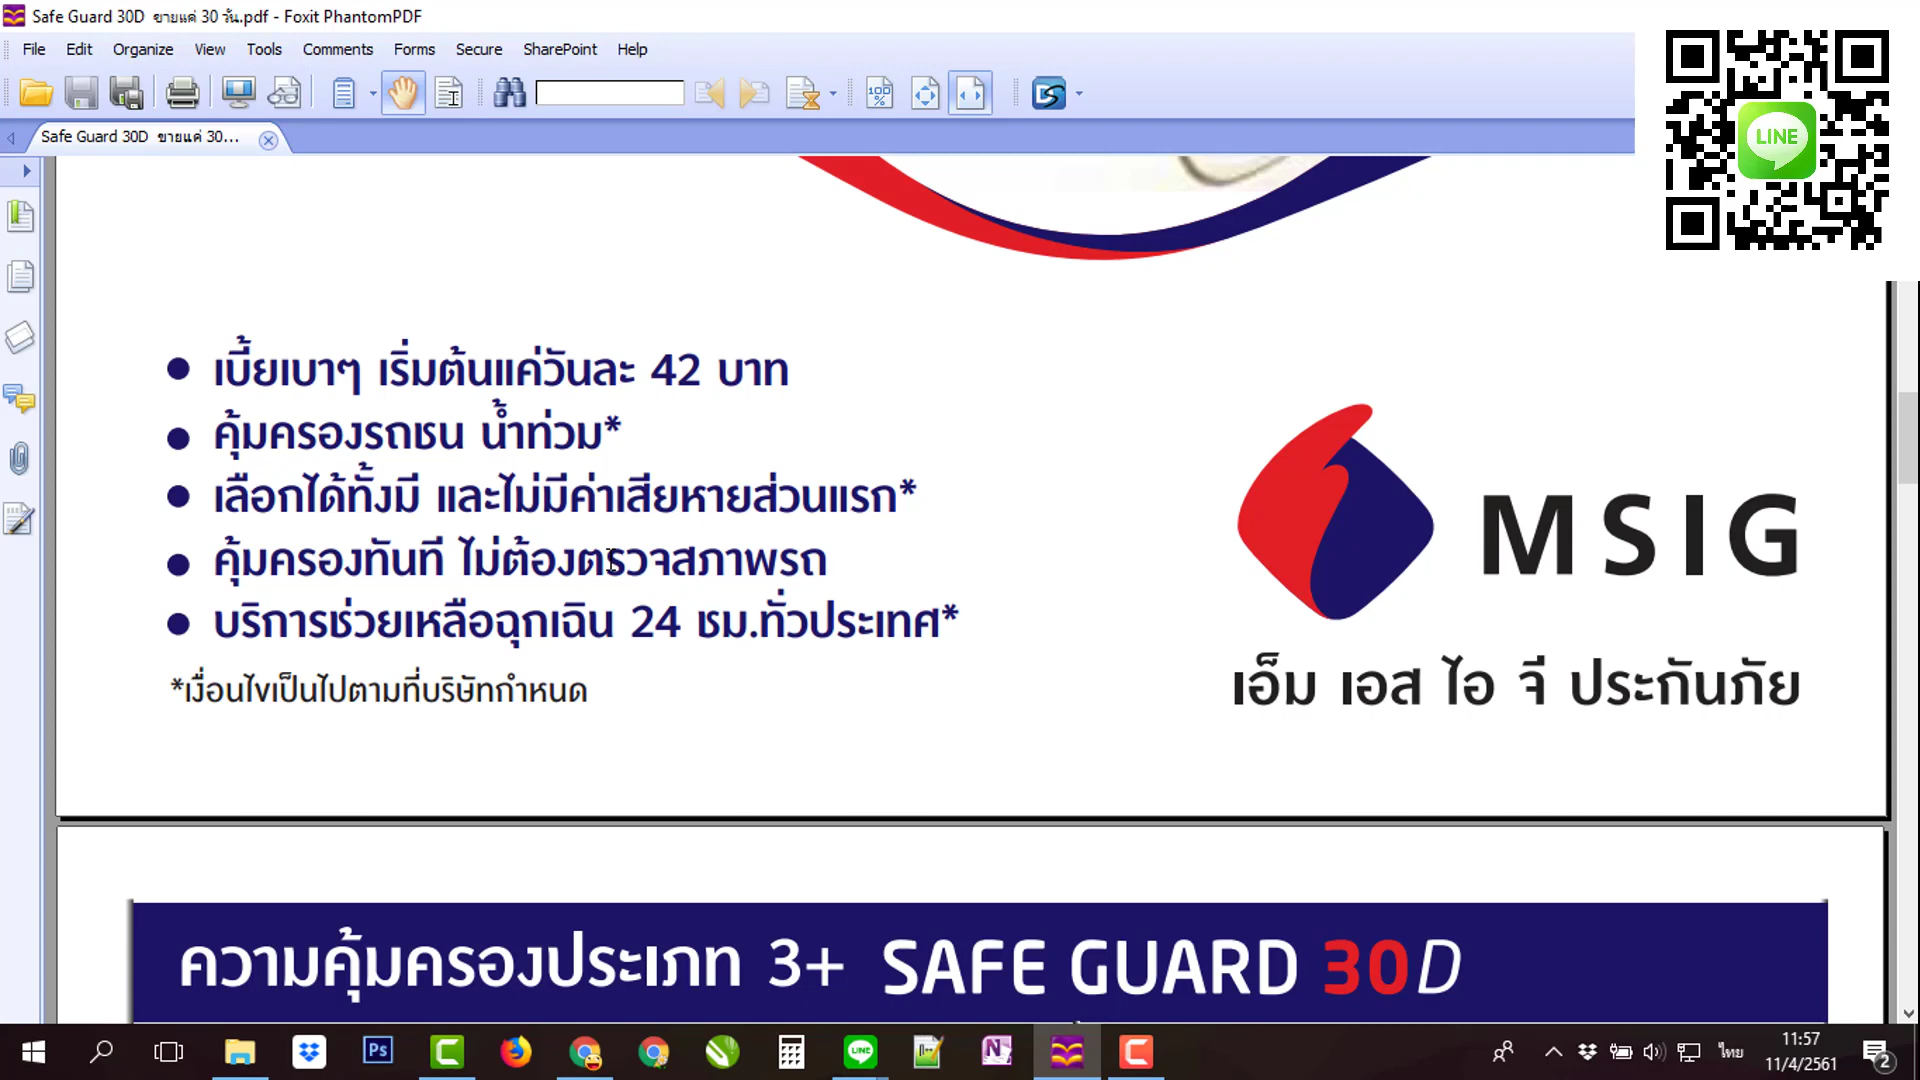 Safe Guard 30D ขายแค่ 30 วัน.pdf - Foxit PhantomPDF
File Edit Organize View Tools Comments Forms Secure SharePoint Help
Safe Guard 30D ขายแค่ 30...
LINE
เบี้ยเบาๆ เริ่มต้นแค่วันละ 42 บาท
คุ้มครองรถชน น้ำท่วม*
เลือกได้ทั้งมี และไม่มีค่าเสียหายส่วนแรก*
คุ้มครองทันที ไม่ต้องตรวจสภาพรถ
บริการช่วยเหลือฉุกเฉิน 24 ชม.ทั่วประเทศ*
*เงื่อนไขเป็นไปตามที่บริษัทกำหนด
MSIG
เอ็ม เอส ไอ จี ประกันภัย
ความคุ้มครองประเภท 3+ SAFE GUARD 30D
Ps
LINE
ไทย
11:57
11/4/2561
2